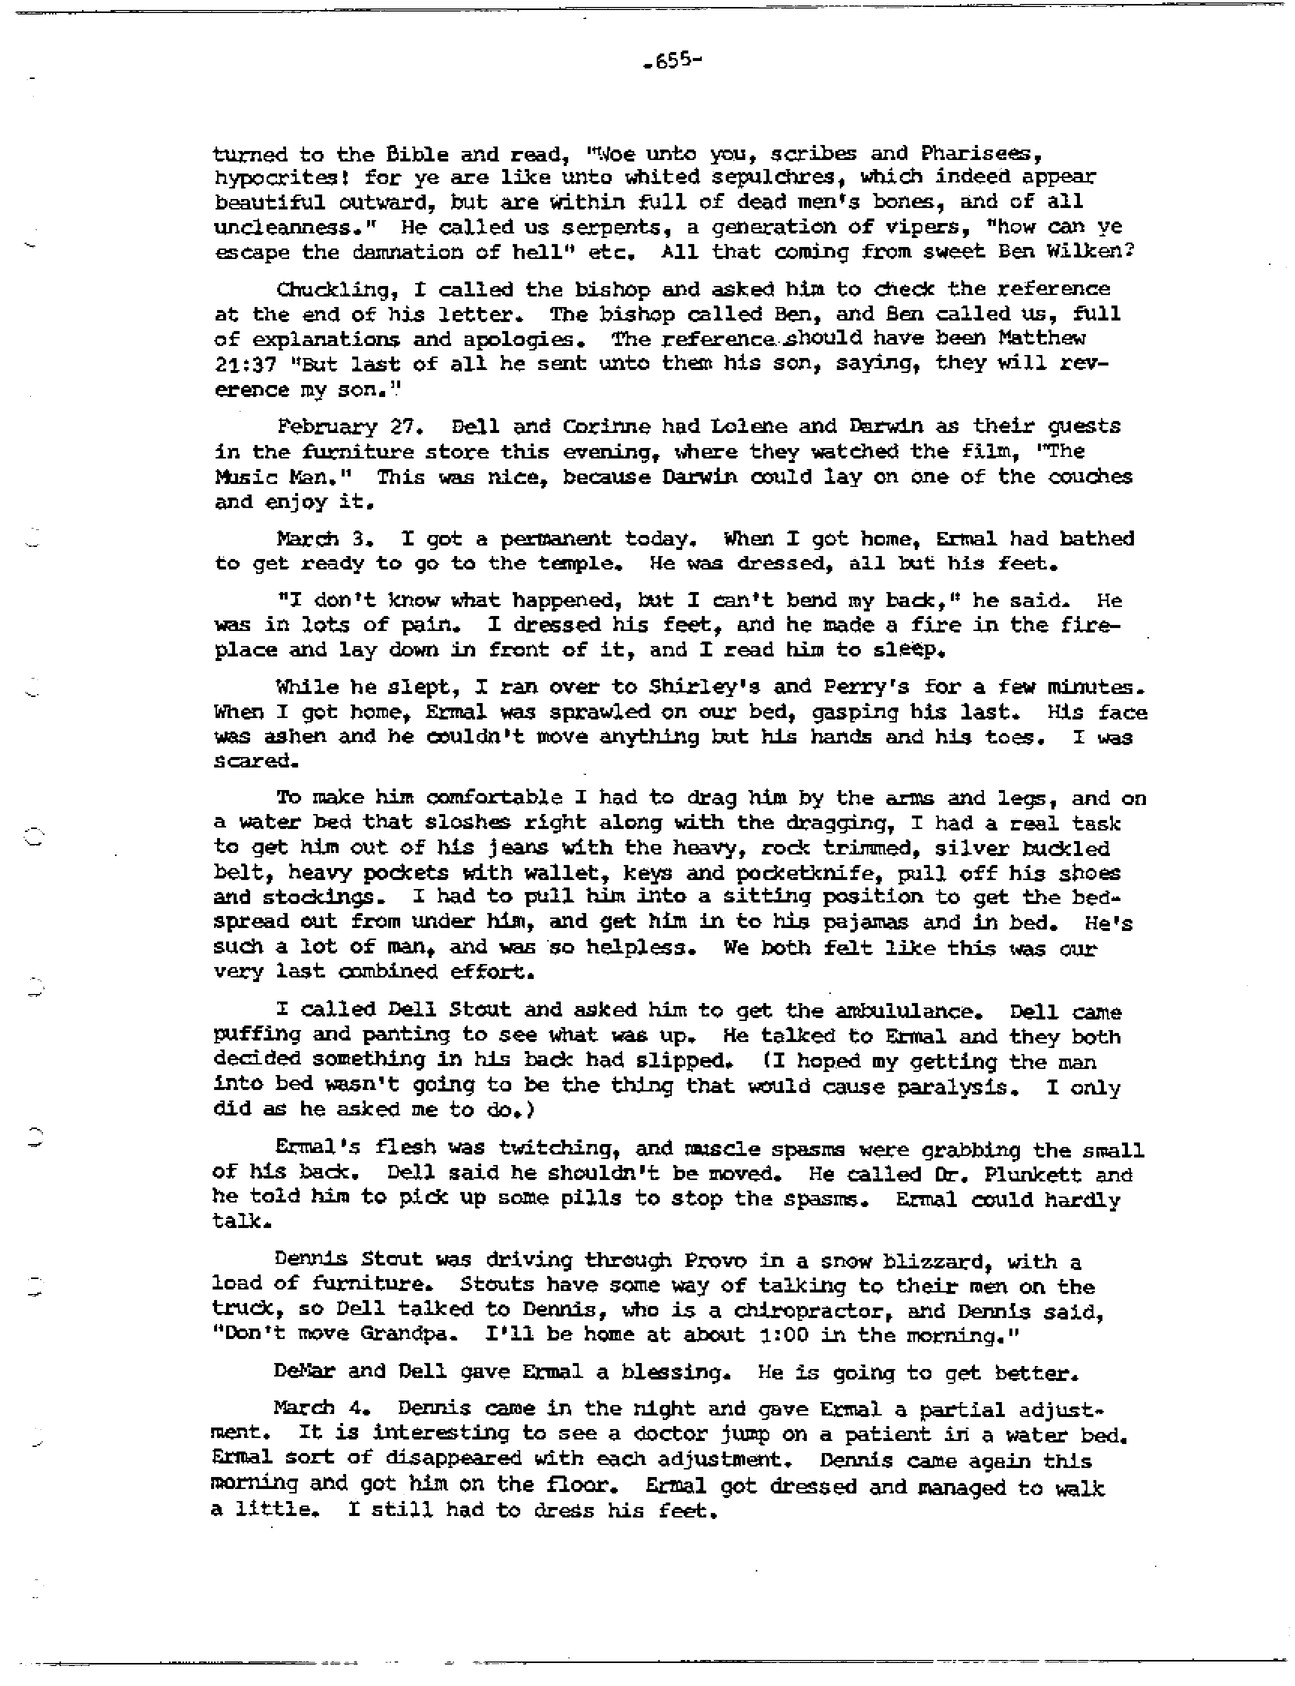 -655-
turned to the Bible and read, "Woe unto you, scribes and Pharisees,
hypocrites! for ye are like unto whited sepulchres, which indeed appear
beautiful outward, but are within full of dead men's bones, and of all
uncleanness." He called us serpents, a generation of vipers, "how can ye
escape the damnation of hell" etc. All that coming from sweet Ben Wilken?
Chuckling, I called the bishop and asked him to check the reference
at the end of his letter. The bishop called Ben, and Ben called us, full
of explanations and apologies. The reference should have been Matthew
21:37 "But last of all he sent unto them his son, saying, they will rev-
erence my son."
February 27. Dell and Corinne had Lolene and Darwin as their guests
in the furniture store this evening, where they watched the film, "The
Music Man." This was nice, because Darwin could lay on one of the couches
and enjoy it.
March 3. I got a permanent today. When I got home, Ermal had bathed
to get ready to go to the temple. He was dressed, all but his feet.
"I don't know what happened, but I can't bend my back," he said. He
was in lots of pain. I dressed his feet, and he made a fire in the fire-
place and lay down in front of it, and I read him to sleep.
While he slept, I ran over to Shirley's and Perry's for a few minutes.
When I got home, Ermal was sprawled on our bed, gasping his last. His face
was ashen and he couldn't move anything but his hands and his toes. I was
scared.
To make him comfortable I had to drag him by the arms and legs, and on
a water bed that sloshes right along with the dragging, I had a real task
to get him out of his jeans with the heavy, rock trimmed, silver buckled
belt, heavy pockets with wallet, keys and pocketknife, pull off his shoes
and stockings. I had to pull him into a sitting position to get the bed-
spread out from under him, and get him in to his pajamas and in bed. He's
such a lot of man, and was so helpless. We both felt like this was our
very last combined effort.
I called Dell Stout and asked him to get the ambululance. Dell came
puffing and panting to see what was up. He talked to Ermal and they both
decided something in his back had slipped. (I hoped my getting the man
into bed wasn't going to be the thing that would cause paralysis. I only
did as he asked me to do.)
Ermal's flesh was twitching, and muscle spasms were grabbing the small
of his back. Dell said he shouldn't be moved. He called Dr. Plunkett and
he told him to pick up some pills to stop the spasms. Ermal could hardly
talk.
Dennis Stout was driving through Provo in a snow blizzard, with a
load of furniture. Stouts have some way of talking to their men on the
truck, so Dell talked to Dennis, who is a chiropractor, and Dennis said,
"Don't move Grandpa. I'll be home at about 1:00 in the morning."
DeMar and Dell gave Ermal a blessing. He is going to get better.
March 4. Dennis came in the night and gave Ermal a partial adjust-
ment. It is interesting to see a doctor jump on a patient in a water bed.
Ermal sort of disappeared with each adjustment. Dennis came again this
morning and got him on the floor. Ermal got dressed and managed to walk
a little. I still had to dress his feet.